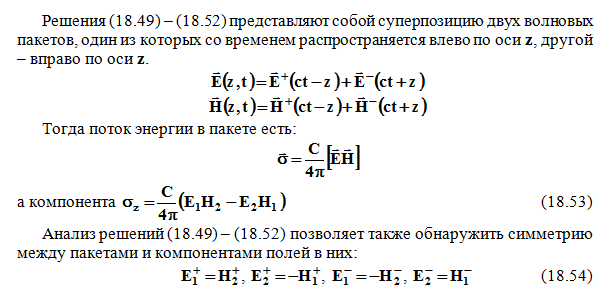 Решения (18.49) – (18.52) представляют собой суперпозицию двух волновых
пакетов, один из которых со временем распространяется влево по оси z, другой
– вправо по оси z.
E⃗(z,t)=E⃗⁺(ct−z)+E⃗⁻(ct+z)
H⃗(z,t)=H⃗⁺(ct−z)+H⃗⁻(ct+z)
Тогда поток энергии в пакете есть:
σ⃗ = C/4π [E⃗H⃗]
а компонента σz = C/4π (E₁H₂ − E₂H₁) (18.53)
Анализ решений (18.49) – (18.52) позволяет также обнаружить симметрию
между пакетами и компонентами полей в них:
E₁⁺ = H₂⁺, E₂⁺ = −H₁⁺, E₁⁻ = −H₂⁻, E₂⁻ = H₁⁻ (18.54)